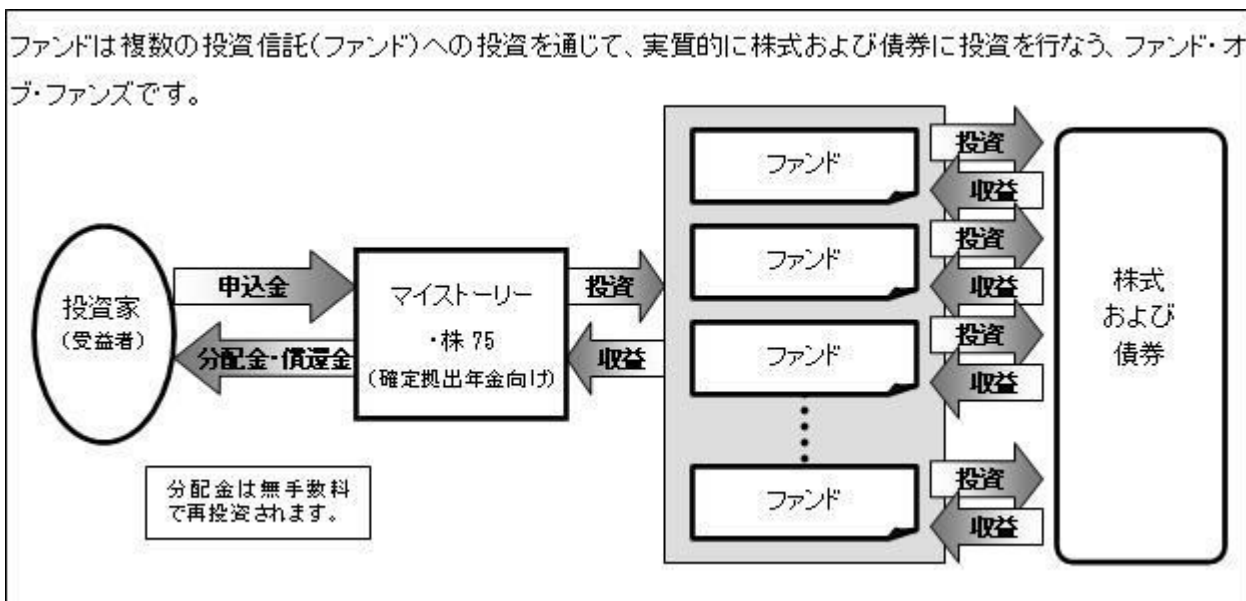 ファンドは複数の投資信託(ファンド)への投資を通じて、実質的に株式および債券に投資を行なう、ファンド・オ
ブ・ファンズです。
投資家
(受益者)
申込金
分配金・償還金
マイストーリー
・株 75
(確定拠出年金向け)
投資
収益
ファンド
投資
収益
ファンド
投資
収益
ファンド
投資
収益
ファンド
投資
収益
株式
および
債券
分配金は無手数料
で再投資されます。